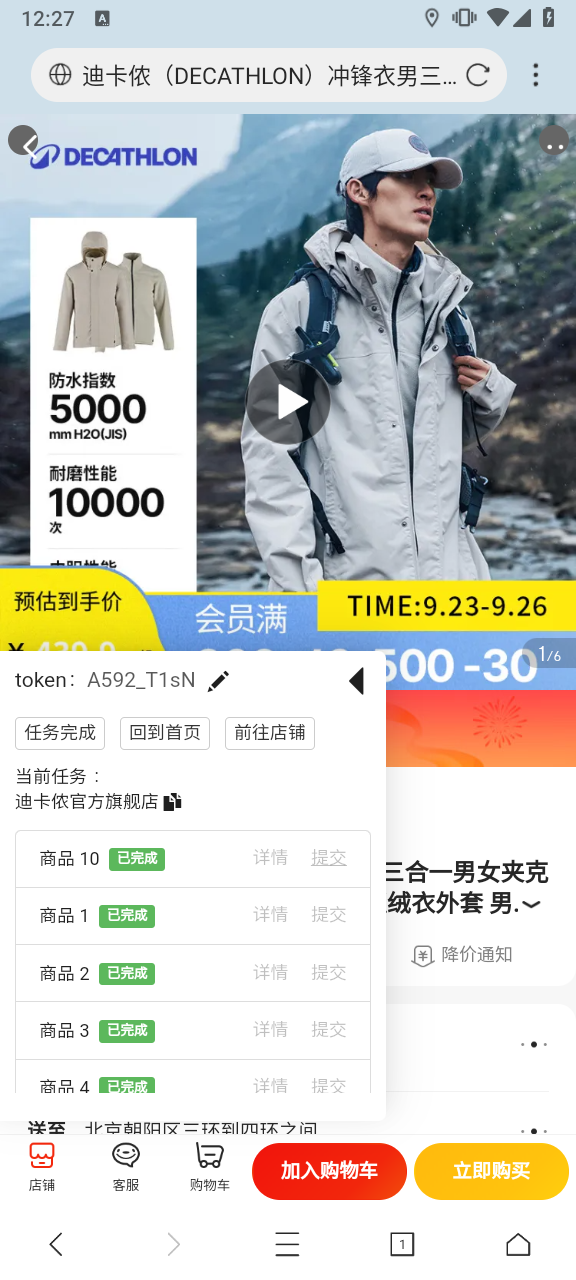 12:27
迪卡侬（DECATHLON）冲锋衣男三...
DECATHLON
防水指数
5000
mm H2O(JIS)
耐磨性能
10000
次
预估到手价
会员满
TIME:9.23-9.26
500 -30
1/6
token： A592_T1sN
任务完成
回到首页
前往店铺
当前任务：
迪卡侬官方旗舰店
商品 10 已完成 详情 提交
商品 1 已完成 详情 提交
商品 2 已完成 详情 提交
商品 3 已完成 详情 提交
商品 4 已完成 详情 提交
三合一男女夹克
绒衣外套 男.
降价通知
送至 北京朝阳区三环到四环之间
店铺
客服
购物车
加入购物车
立即购买
1